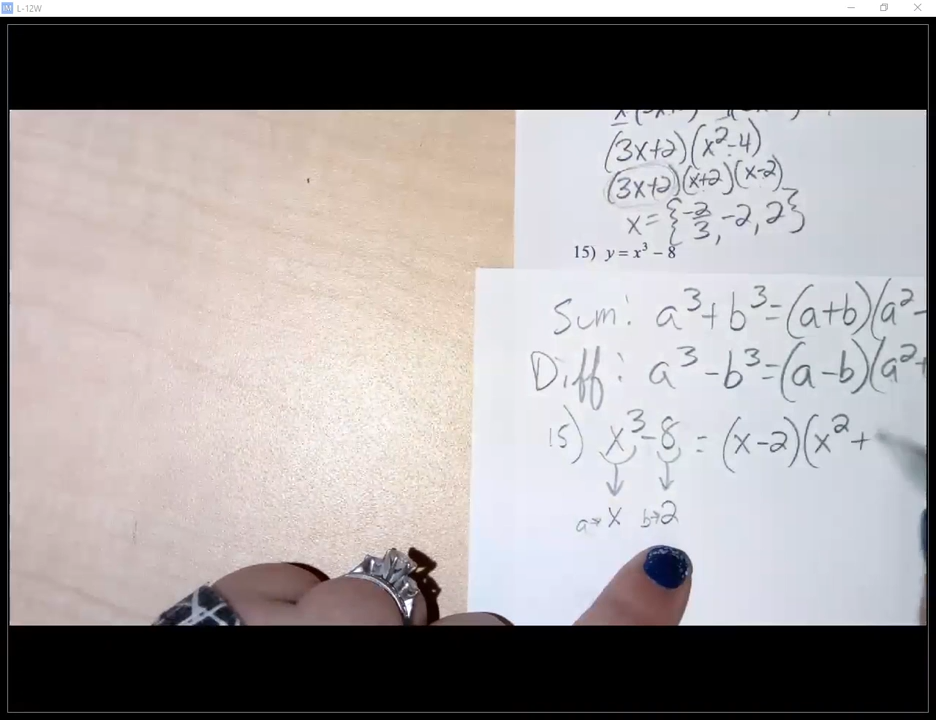 L-12W
(3x+2)(x²-4)
(3x+2)(x+2)(x-2)
x={-2/3, -2, 2}
15) y = x³ – 8
Sum: a³+b³=(a+b)(a²-
Diff: a³-b³=(a-b)(a²+
15) x³-8 = (x-2)(x²+
a→x b→2